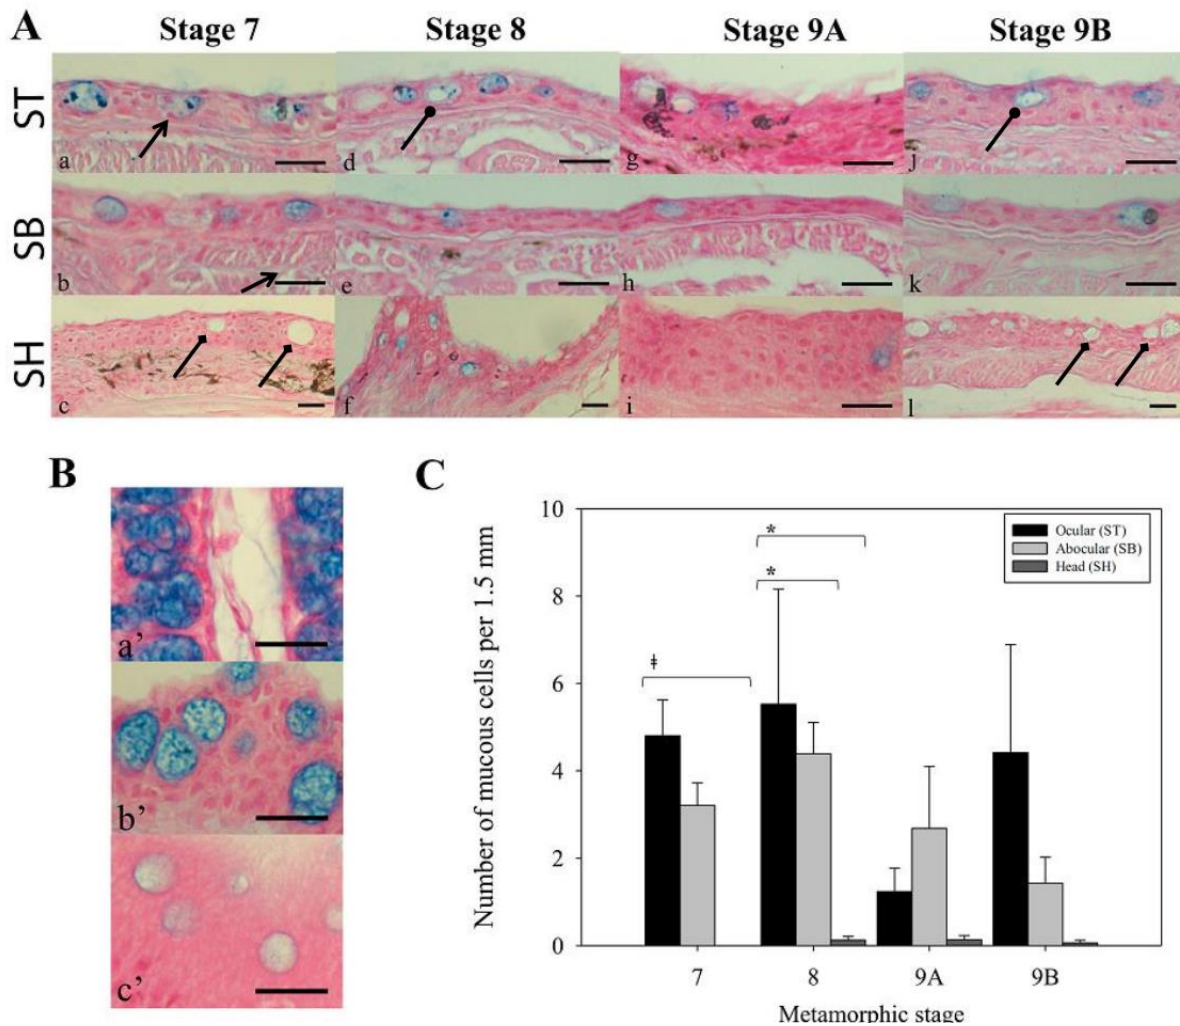 A
Stage 7 Stage 8 Stage 9A Stage 9B
ST
a d g j
SB
b e h k
SH
c f i l
B
a’
b’
c’
C
Number of mucous cells per 1.5 mm
10
8
6
4
2
0
Ocular (ST)
Abocular (SB)
Head (SH)
*
*
ǂ
7 8 9A 9B
Metamorphic stage